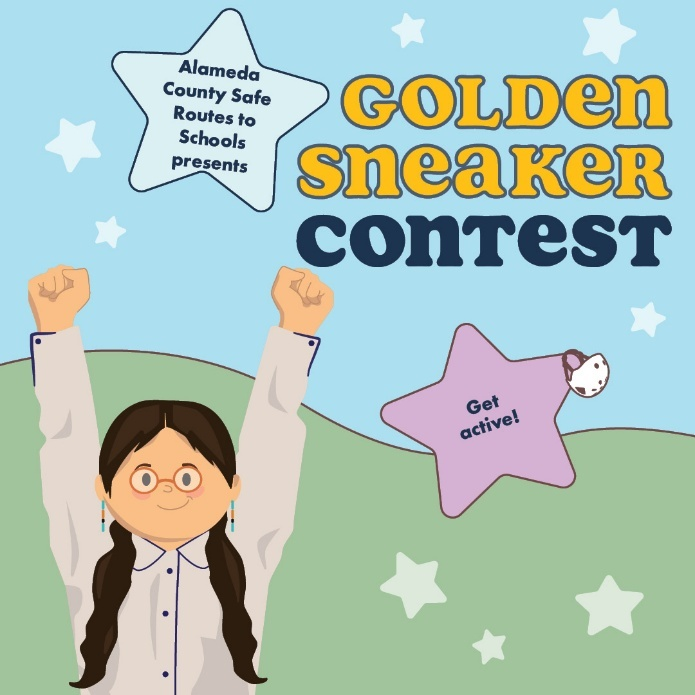 Alameda
County Safe
Routes to
Schools
presents
GOLDen
sneaKeR
conTesT
Get
active!